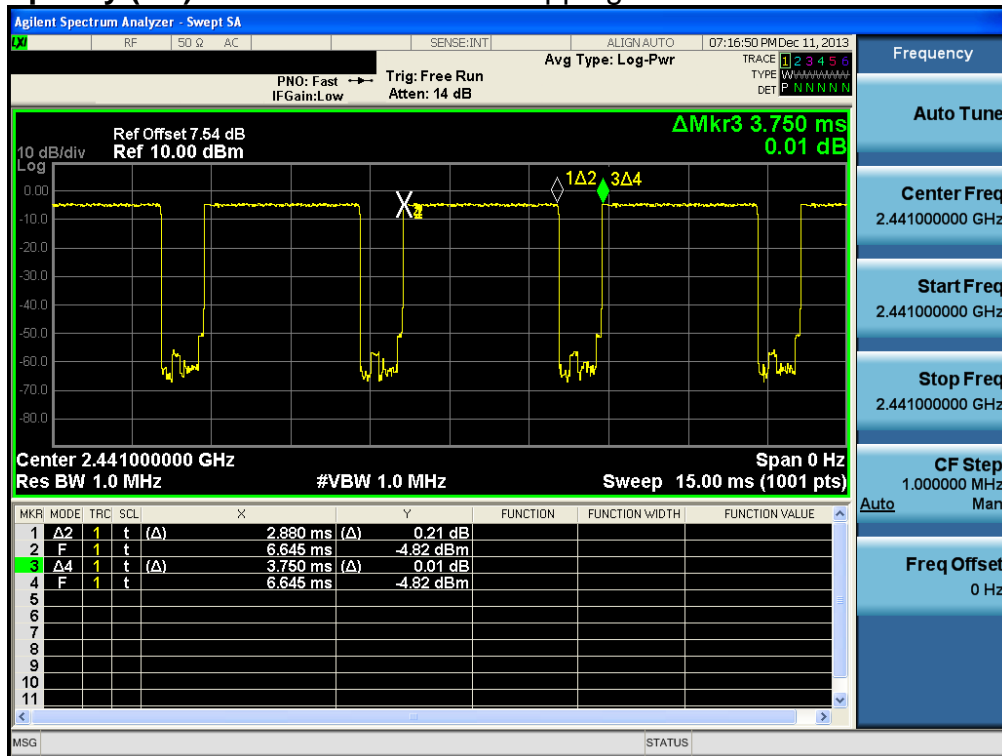 Agilent Spectrum Analyzer - Swept SA
LXI RF 50 Ω AC SENSE:INT ALIGN AUTO 07:16:50 PM Dec 11, 2013
Avg Type: Log-Pwr
TRACE 1 2 3 4 5 6
PNO: Fast Trig: Free Run
TYPE W
IFGain:Low Atten: 14 dB
DET P N N N N N
ΔMkr3 3.750 ms
0.01 dB
Ref Offset 7.54 dB
10 dB/div Ref 10.00 dBm
Log
1Δ2 3Δ4
0.00
-10.0
-20.0
-30.0
-40.0
-50.0
-60.0
-70.0
-80.0
Center 2.441000000 GHz Span 0 Hz
Res BW 1.0 MHz #VBW 1.0 MHz Sweep 15.00 ms (1001 pts)
MKR MODE TRC SCL X Y FUNCTION FUNCTION WIDTH FUNCTION VALUE
1 Δ2 1 t (Δ) 2.880 ms (Δ) 0.21 dB
2 F 1 t 6.645 ms -4.82 dBm
3 Δ4 1 t (Δ) 3.750 ms (Δ) 0.01 dB
4 F 1 t 6.645 ms -4.82 dBm
5
6
7
8
9
10
11
MSG STATUS
Frequency
Auto Tune
Center Freq
2.441000000 GHz
Start Freq
2.441000000 GHz
Stop Freq
2.441000000 GHz
CF Step
1.000000 MHz
Auto Man
Freq Offset
0 Hz